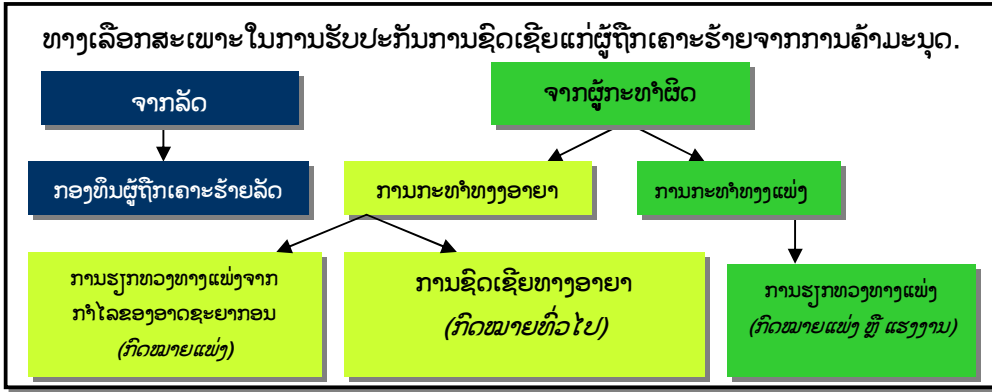 ທາງເລືອກສະເພາະໃນການຮັບປະກັນການຊົດເຊີຍແກ່ຜູ້ຖືກເຄາະຮ້າຍຈາກການຄ້າມະນຸດ.
ຈາກລັດ
ຈາກຜູ້ກະທຳຜິດ
ກອງທຶນຜູ້ຖືກເຄາະຮ້າຍລັດ
ການກະທຳທາງອາຍາ
ການກະທຳທາງແພ່ງ
ການຮຽກທວງທາງແພ່ງຈາກ
ກຳໄລຂອງອາດຊະຍາກອນ
(ກົດໝາຍແພ່ງ)
ການຊົດເຊີຍທາງອາຍາ
(ກົດໝາຍທົ່ວໄປ)
ການຮຽກທວງທາງແພ່ງ
(ກົດໝາຍແພ່ງ ຫຼື ແຮງງານ)